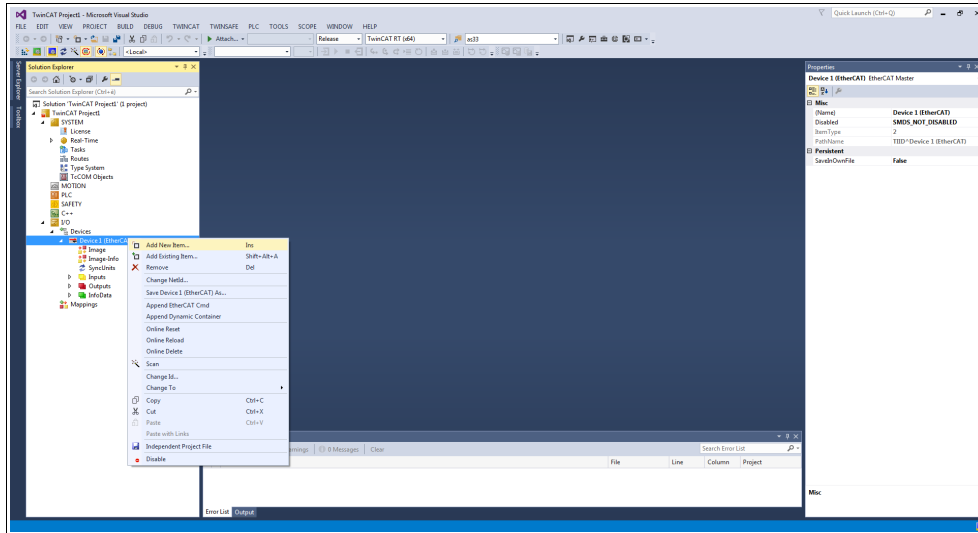 TwinCAT Project1 - Microsoft Visual Studio
Quick Launch (Ctrl+Q)
FILE EDIT VIEW PROJECT BUILD DEBUG TWINCAT TWINSAFE PLC TOOLS SCOPE WINDOW HELP
Attach... Release TwinCAT RT (x64) as33
<Local>
Server Explorer
Toolbox
Solution Explorer
Search Solution Explorer (Ctrl+ä)
Solution 'TwinCAT Project1' (1 project)
TwinCAT Project1
SYSTEM
License
Real-Time
Tasks
Routes
Type System
TcCOM Objects
MOTION
PLC
SAFETY
C++
I/O
Devices
Device 1 (EtherCA
Image
Image-Info
SyncUnits
Inputs
Outputs
InfoData
Mappings
Add New Item... Ins
Add Existing Item... Shift+Alt+A
Remove Del
Change NetId...
Save Device 1 (EtherCAT) As...
Append EtherCAT Cmd
Append Dynamic Container
Online Reset
Online Reload
Online Delete
Scan
Change Id...
Change To
Copy Ctrl+C
Cut Ctrl+X
Paste Ctrl+V
Paste with Links
Independent Project File
Disable
rnings 0 Messages Clear
Search Error List
File Line Column Project
Error List Output
Properties
Device 1 (EtherCAT) EtherCAT Master
Misc
(Name) Device 1 (EtherCAT)
Disabled SMDS_NOT_DISABLED
ItemType 2
PathName TIID^Device 1 (EtherCAT)
Persistent
SaveInOwnFile False
Misc